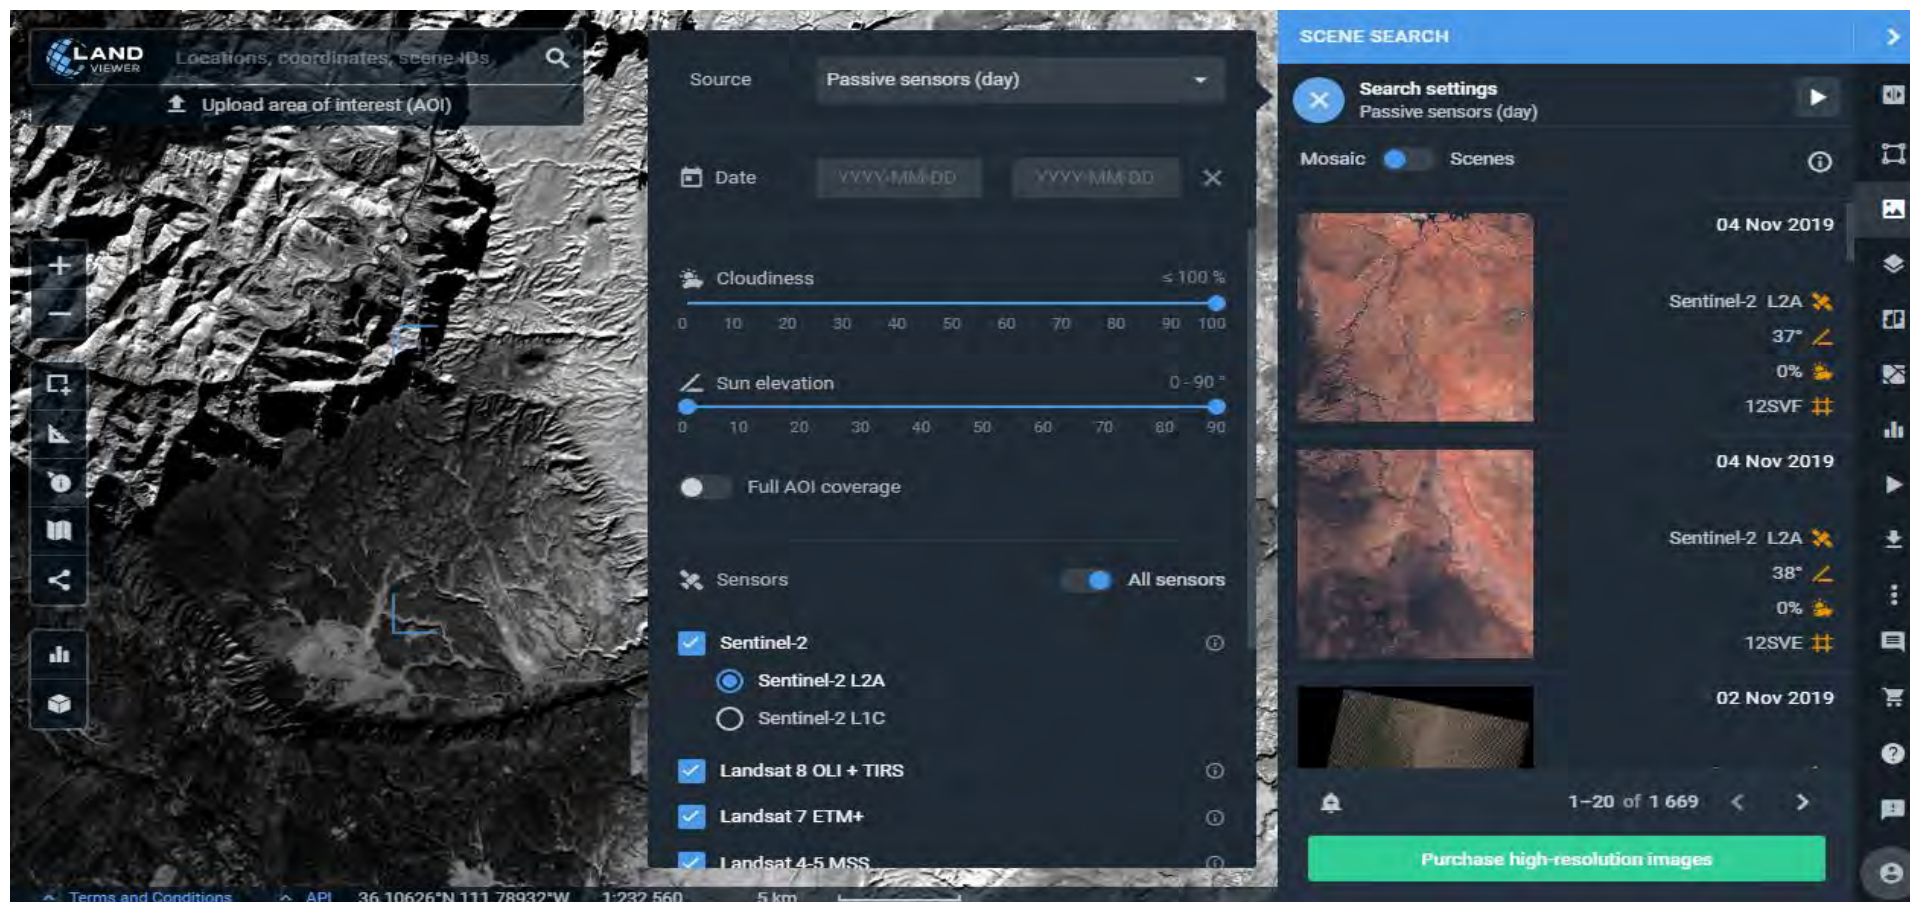 LAND
VIEWER
Locations, coordinates, scene IDs
Upload area of interest (AOI)
Source
Passive sensors (day)
Date
YYYY-MM-DD
YYYY-MM-DD
Cloudiness
≤ 100 %
0 10 20 30 40 50 60 70 80 90 100
Sun elevation
0 - 90 °
0 10 20 30 40 50 60 70 80 90
Full AOI coverage
Sensors
All sensors
Sentinel-2
Sentinel-2 L2A
Sentinel-2 L1C
Landsat 8 OLI + TIRS
Landsat 7 ETM+
Landsat 4-5 MSS
Terms and Conditions
API
36.10626°N 111.78932°W
1:232 560
5 km
SCENE SEARCH
Search settings
Passive sensors (day)
Mosaic
Scenes
04 Nov 2019
Sentinel-2 L2A
37°
0%
12SVF
04 Nov 2019
Sentinel-2 L2A
38°
0%
12SVE
02 Nov 2019
1–20 of 1 669
Purchase high-resolution images